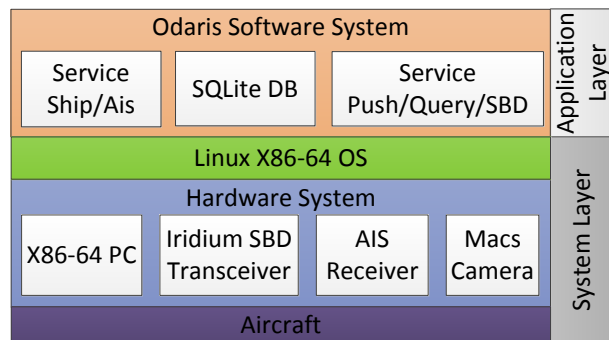 Odaris Software System
Service
Ship/Ais
SQLite DB
Service
Push/Query/SBD
Application
Layer
Linux X86-64 OS
Hardware System
X86-64 PC
Iridium SBD
Transceiver
AIS
Receiver
Macs
Camera
System Layer
Aircraft